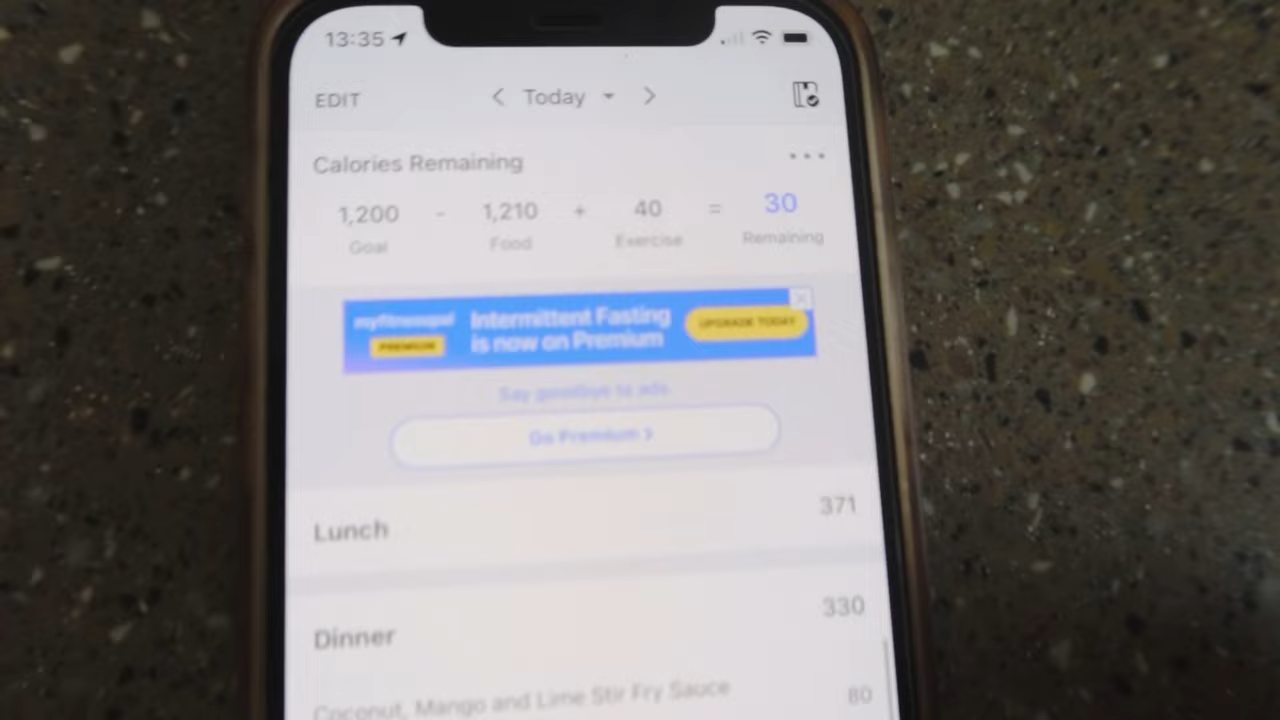 13:35
EDIT
Today
Calories Remaining
1,200 - 1,210 + 40 = 30
Goal Food Exercise Remaining
myfitnesspal
PREMIUM
Intermittent Fasting
is now on Premium
UPGRADE TODAY
Say goodbye to ads.
Go Premium >
Lunch 371
Dinner 330
Coconut, Mango and Lime Stir Fry Sauce 80